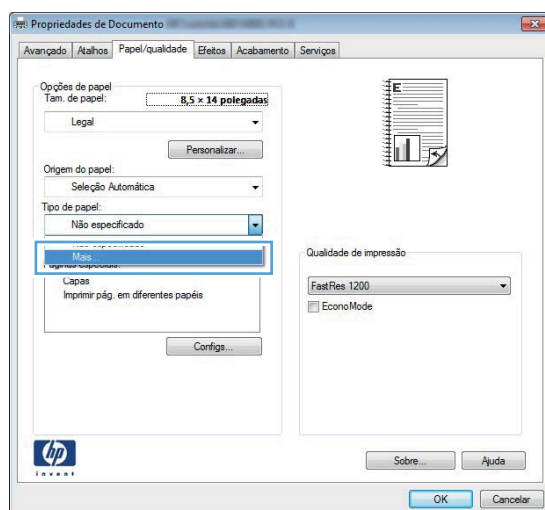 Propriedades de Documento
Avançado Atalhos Papel/qualidade Efeitos Acabamento Serviços
Opções de papel
Tam. de papel: 8,5 × 14 polegadas
Legal
Personalizar...
Origem do papel:
Seleção Automática
Tipo de papel:
Não especificado
Mais...
Capas
Imprimir pág. em diferentes papéis
Configs...
E
Qualidade de impressão
FastRes 1200
EconoMode
hp
invent
Sobre... Ajuda
OK Cancelar